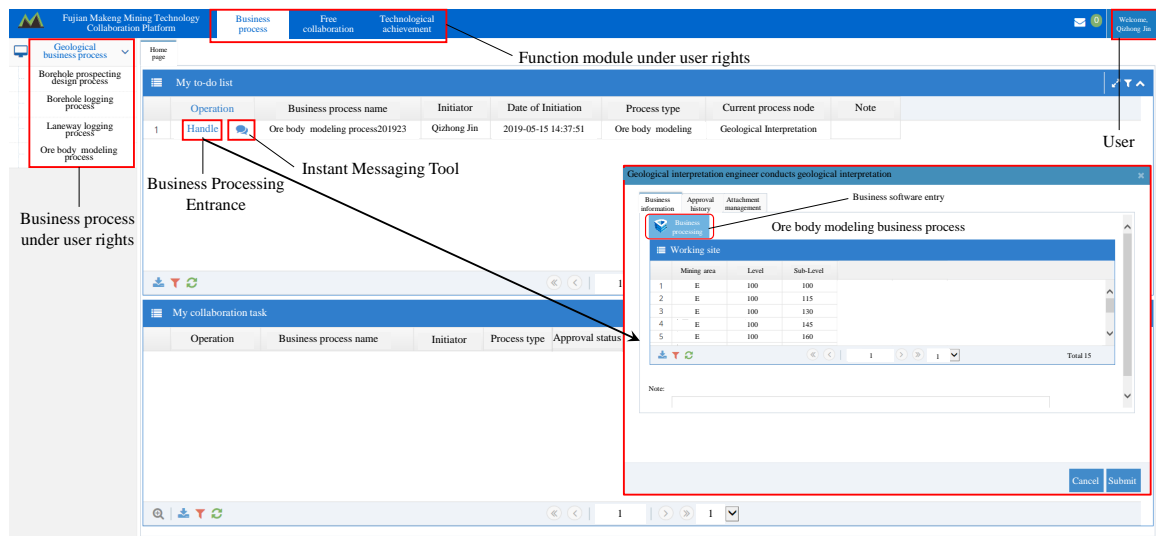 Fujian Makeng Mining Technology
Collaboration Platform
Business
process
Free
collaboration
Technological
achievement
0
Welcome,
Qizhong Jin
Geological
business process
Borehole prospecting
design process
Borehole logging
process
Laneway logging
process
Ore body modeling
process
Home
page
Function module under user rights
My to-do list
Operation Business process name Initiator Date of Initiation Process type Current process node Note
1 Handle Ore body modeling process201923 Qizhong Jin 2019-05-15 14:37:51 Ore body modeling Geological Interpretation
User
Instant Messaging Tool
Business Processing
Entrance
Business process
under user rights
1
My collaboration task
Operation Business process name Initiator Process type Approval status
1 1
Geological interpretation engineer conducts geological interpretation
Business
information
Approval
history
Attachment
management
Business software entry
Business
processing
Ore body modeling business process
Working site
Mining area Level Sub-Level
1 E 100 100
2 E 100 115
3 E 100 130
4 E 100 145
5 E 100 160
1 1 Total 15
Note:
Cancel Submit